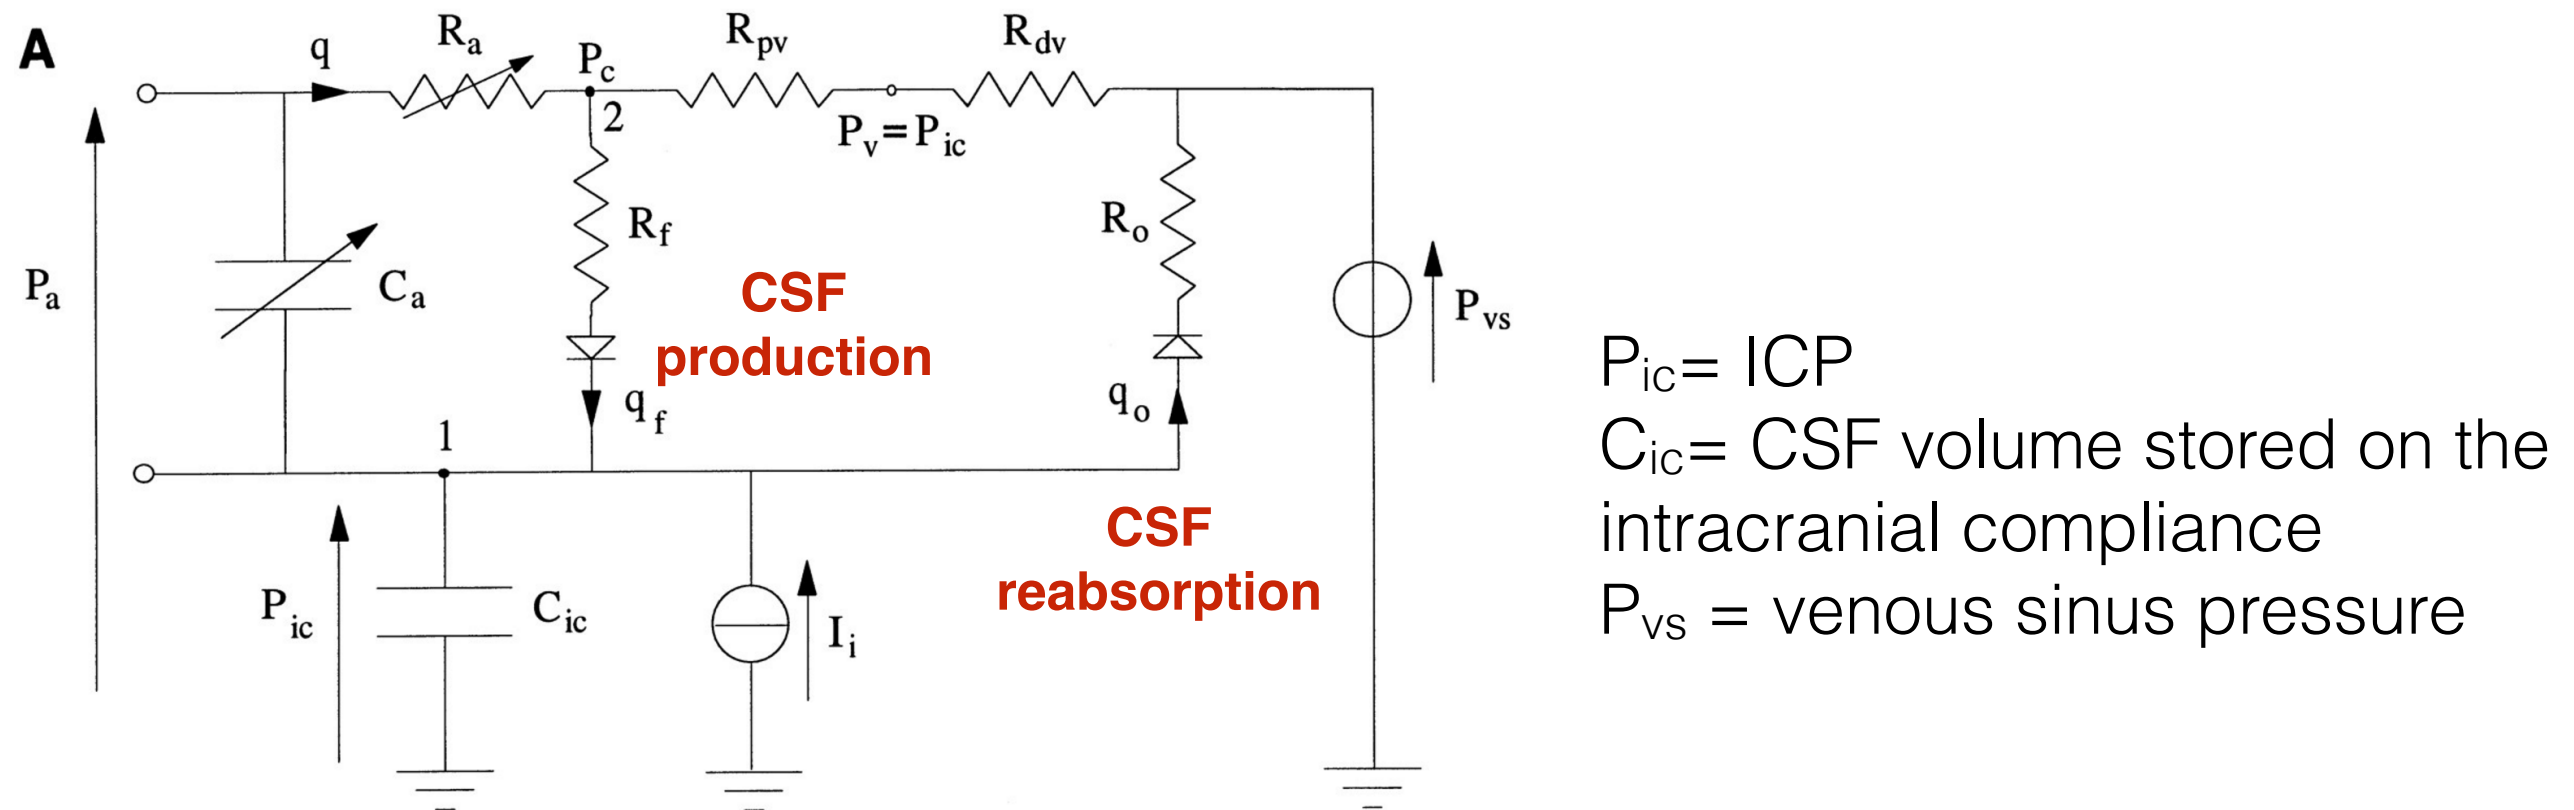 A
q
Ra
Pc
2
Rpv
Pv=Pic
Rdv
Pa
Ca
Rf
CSF
production
qf
Ro
qo
Pvs
1
Pic
Cic
Ii
CSF
reabsorption
Pic= ICP
Cic= CSF volume stored on the
intracranial compliance
Pvs = venous sinus pressure